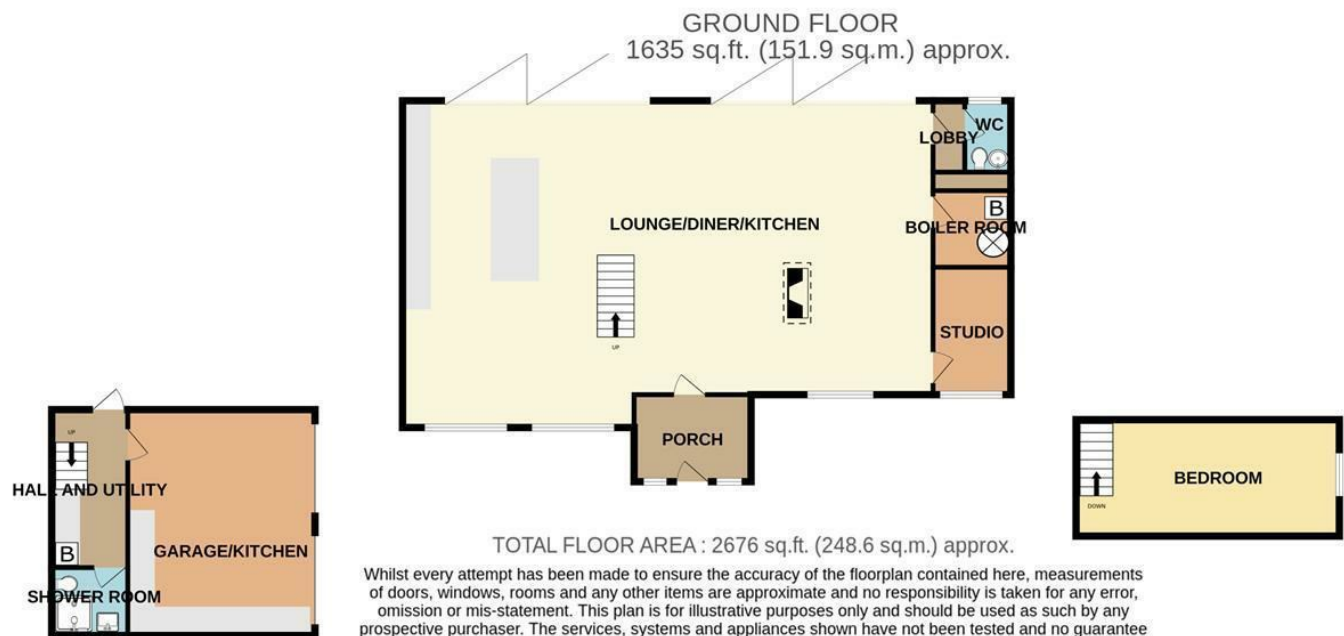 GROUND FLOOR
1635 sq.ft. (151.9 sq.m.) approx.
WC
LOBBY
LOUNGE/DINER/KITCHEN
B
BOILER ROOM
STUDIO
UP
PORCH
UP
HALL AND UTILITY
B
GARAGE/KITCHEN
SHOWER ROOM
BEDROOM
DOWN
TOTAL FLOOR AREA : 2676 sq.ft. (248.6 sq.m.) approx.
Whilst every attempt has been made to ensure the accuracy of the floorplan contained here, measurements
of doors, windows, rooms and any other items are approximate and no responsibility is taken for any error,
omission or mis-statement. This plan is for illustrative purposes only and should be used as such by any
prospective purchaser. The services, systems and appliances shown have not been tested and no guarantee